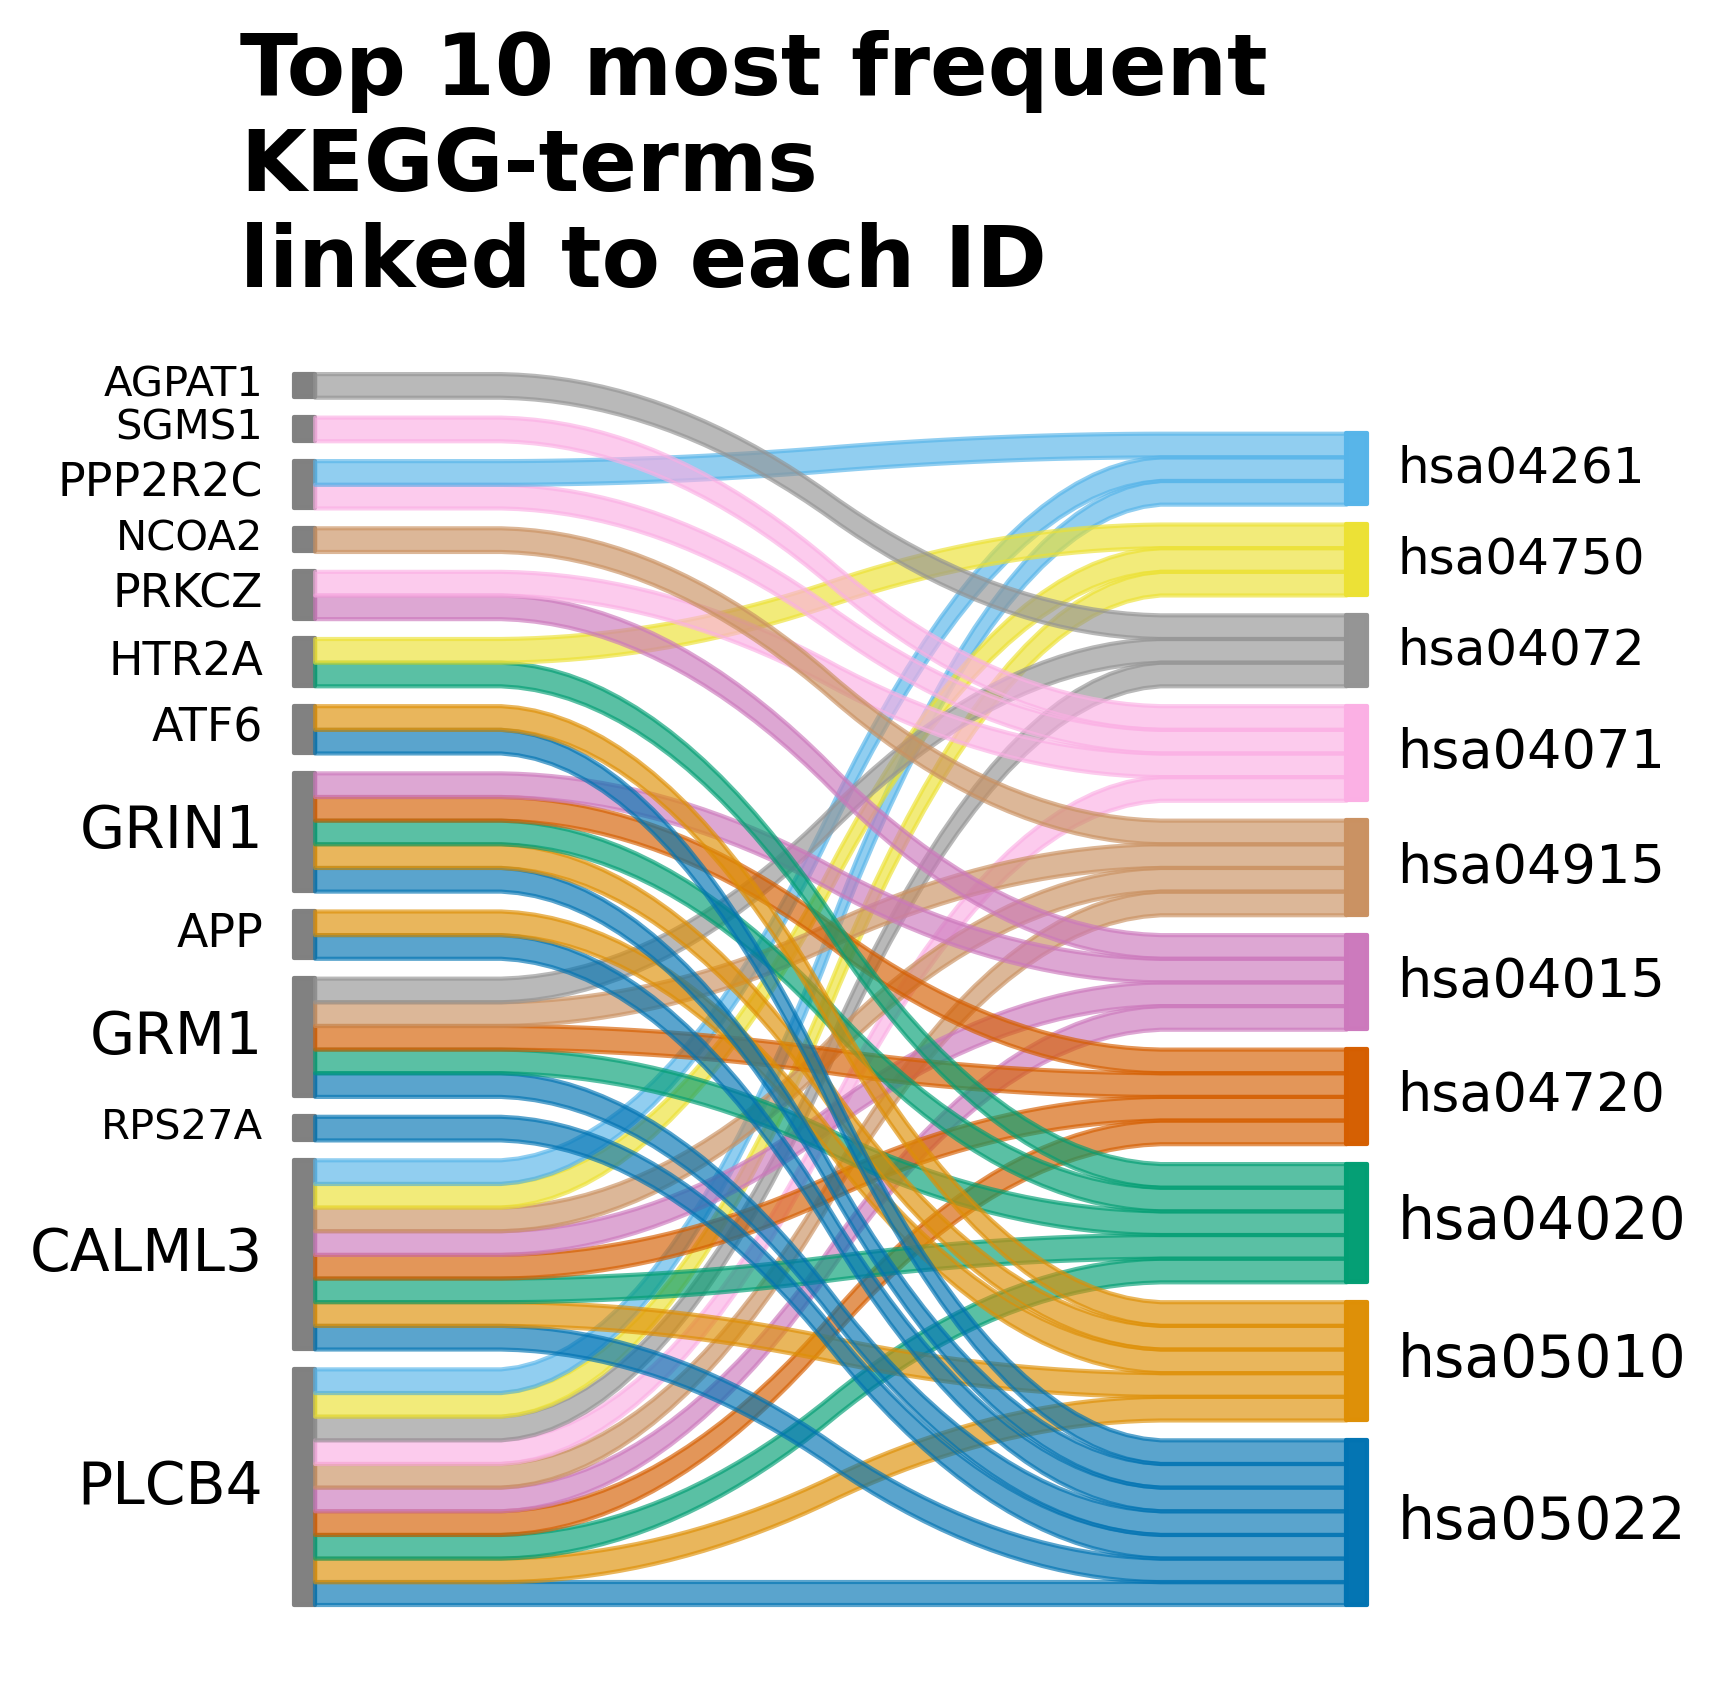 Top 10 most frequent
KEGG-terms
linked to each ID
AGPAT1
SGMS1
PPP2R2C
NCOA2
PRKCZ
HTR2A
ATF6
GRIN1
APP
GRM1
RPS27A
CALML3
PLCB4
hsa04261
hsa04750
hsa04072
hsa04071
hsa04915
hsa04015
hsa04720
hsa04020
hsa05010
hsa05022